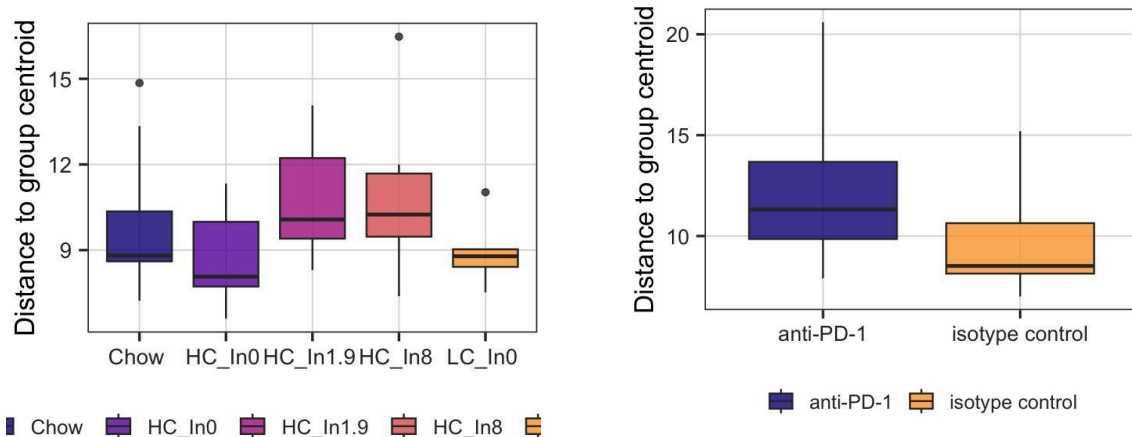 Distance to group centroid
15
12
9
Chow HC_In0 HC_In1.9 HC_In8 LC_In0
Chow HC_In0 HC_In1.9 HC_In8
Distance to group centroid
20
15
10
anti-PD-1 isotype control
anti-PD-1 isotype control